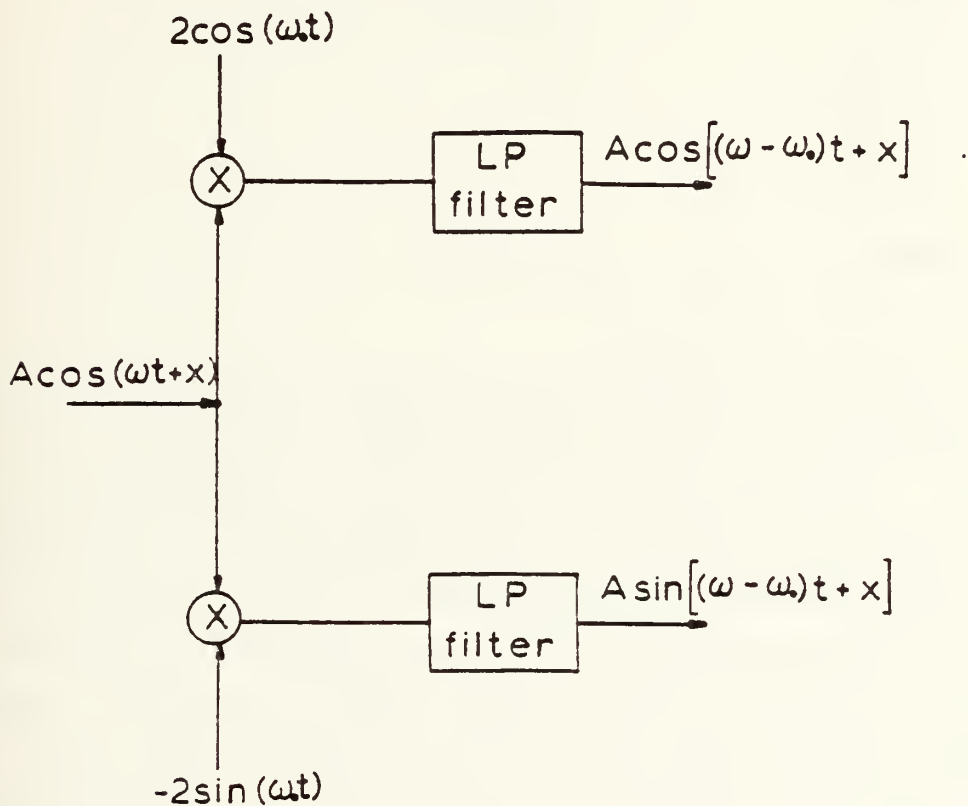 2cos(ω₀t)
X
LP
filter
Acos[(ω - ω₀)t + x]
Acos(ωt+x)
X
LP
filter
Asin[(ω - ω₀)t + x]
-2sin(ω₀t)